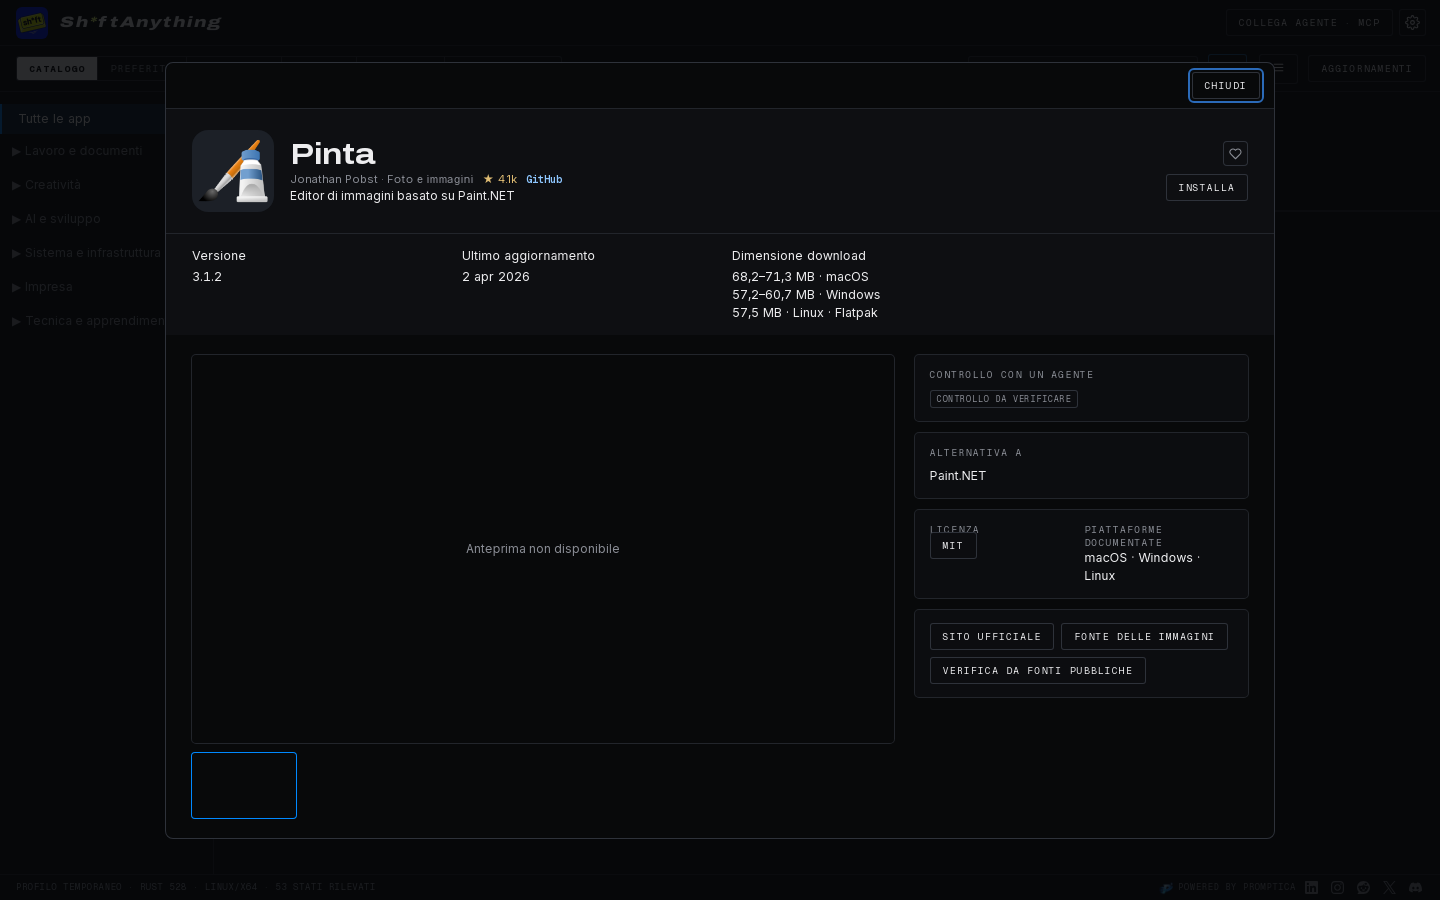 Sh*ftAnything
COLLEGA AGENTE · MCP
CATALOGO
AGGIORNAMENTI
CHIUDI
Tutte le app
▶ Lavoro e documenti
▶ Creatività
▶ AI e sviluppo
▶ Sistema e infrastruttura
▶ Impresa
▶ Tecnica e apprendimen
Pinta
Jonathan Pobst · Foto e immagini ★ 4.1k GitHub
Editor di immagini basato su Paint.NET
INSTALLA
Versione
3.1.2
Ultimo aggiornamento
2 apr 2026
Dimensione download
68,2–71,3 MB · macOS
57,2–60,7 MB · Windows
57,5 MB · Linux · Flatpak
Anteprima non disponibile
CONTROLLO CON UN AGENTE
CONTROLLO DA VERIFICARE
ALTERNATIVA A
Paint.NET
LICENZA
MIT
PIATTAFORME
DOCUMENTATE
macOS · Windows ·
Linux
SITO UFFICIALE
FONTE DELLE IMMAGINI
VERIFICA DA FONTI PUBBLICHE
PROFILO TEMPORANEO
LINUX/X64
53 STATI RILEVATI
POWERED BY PROMPTICA